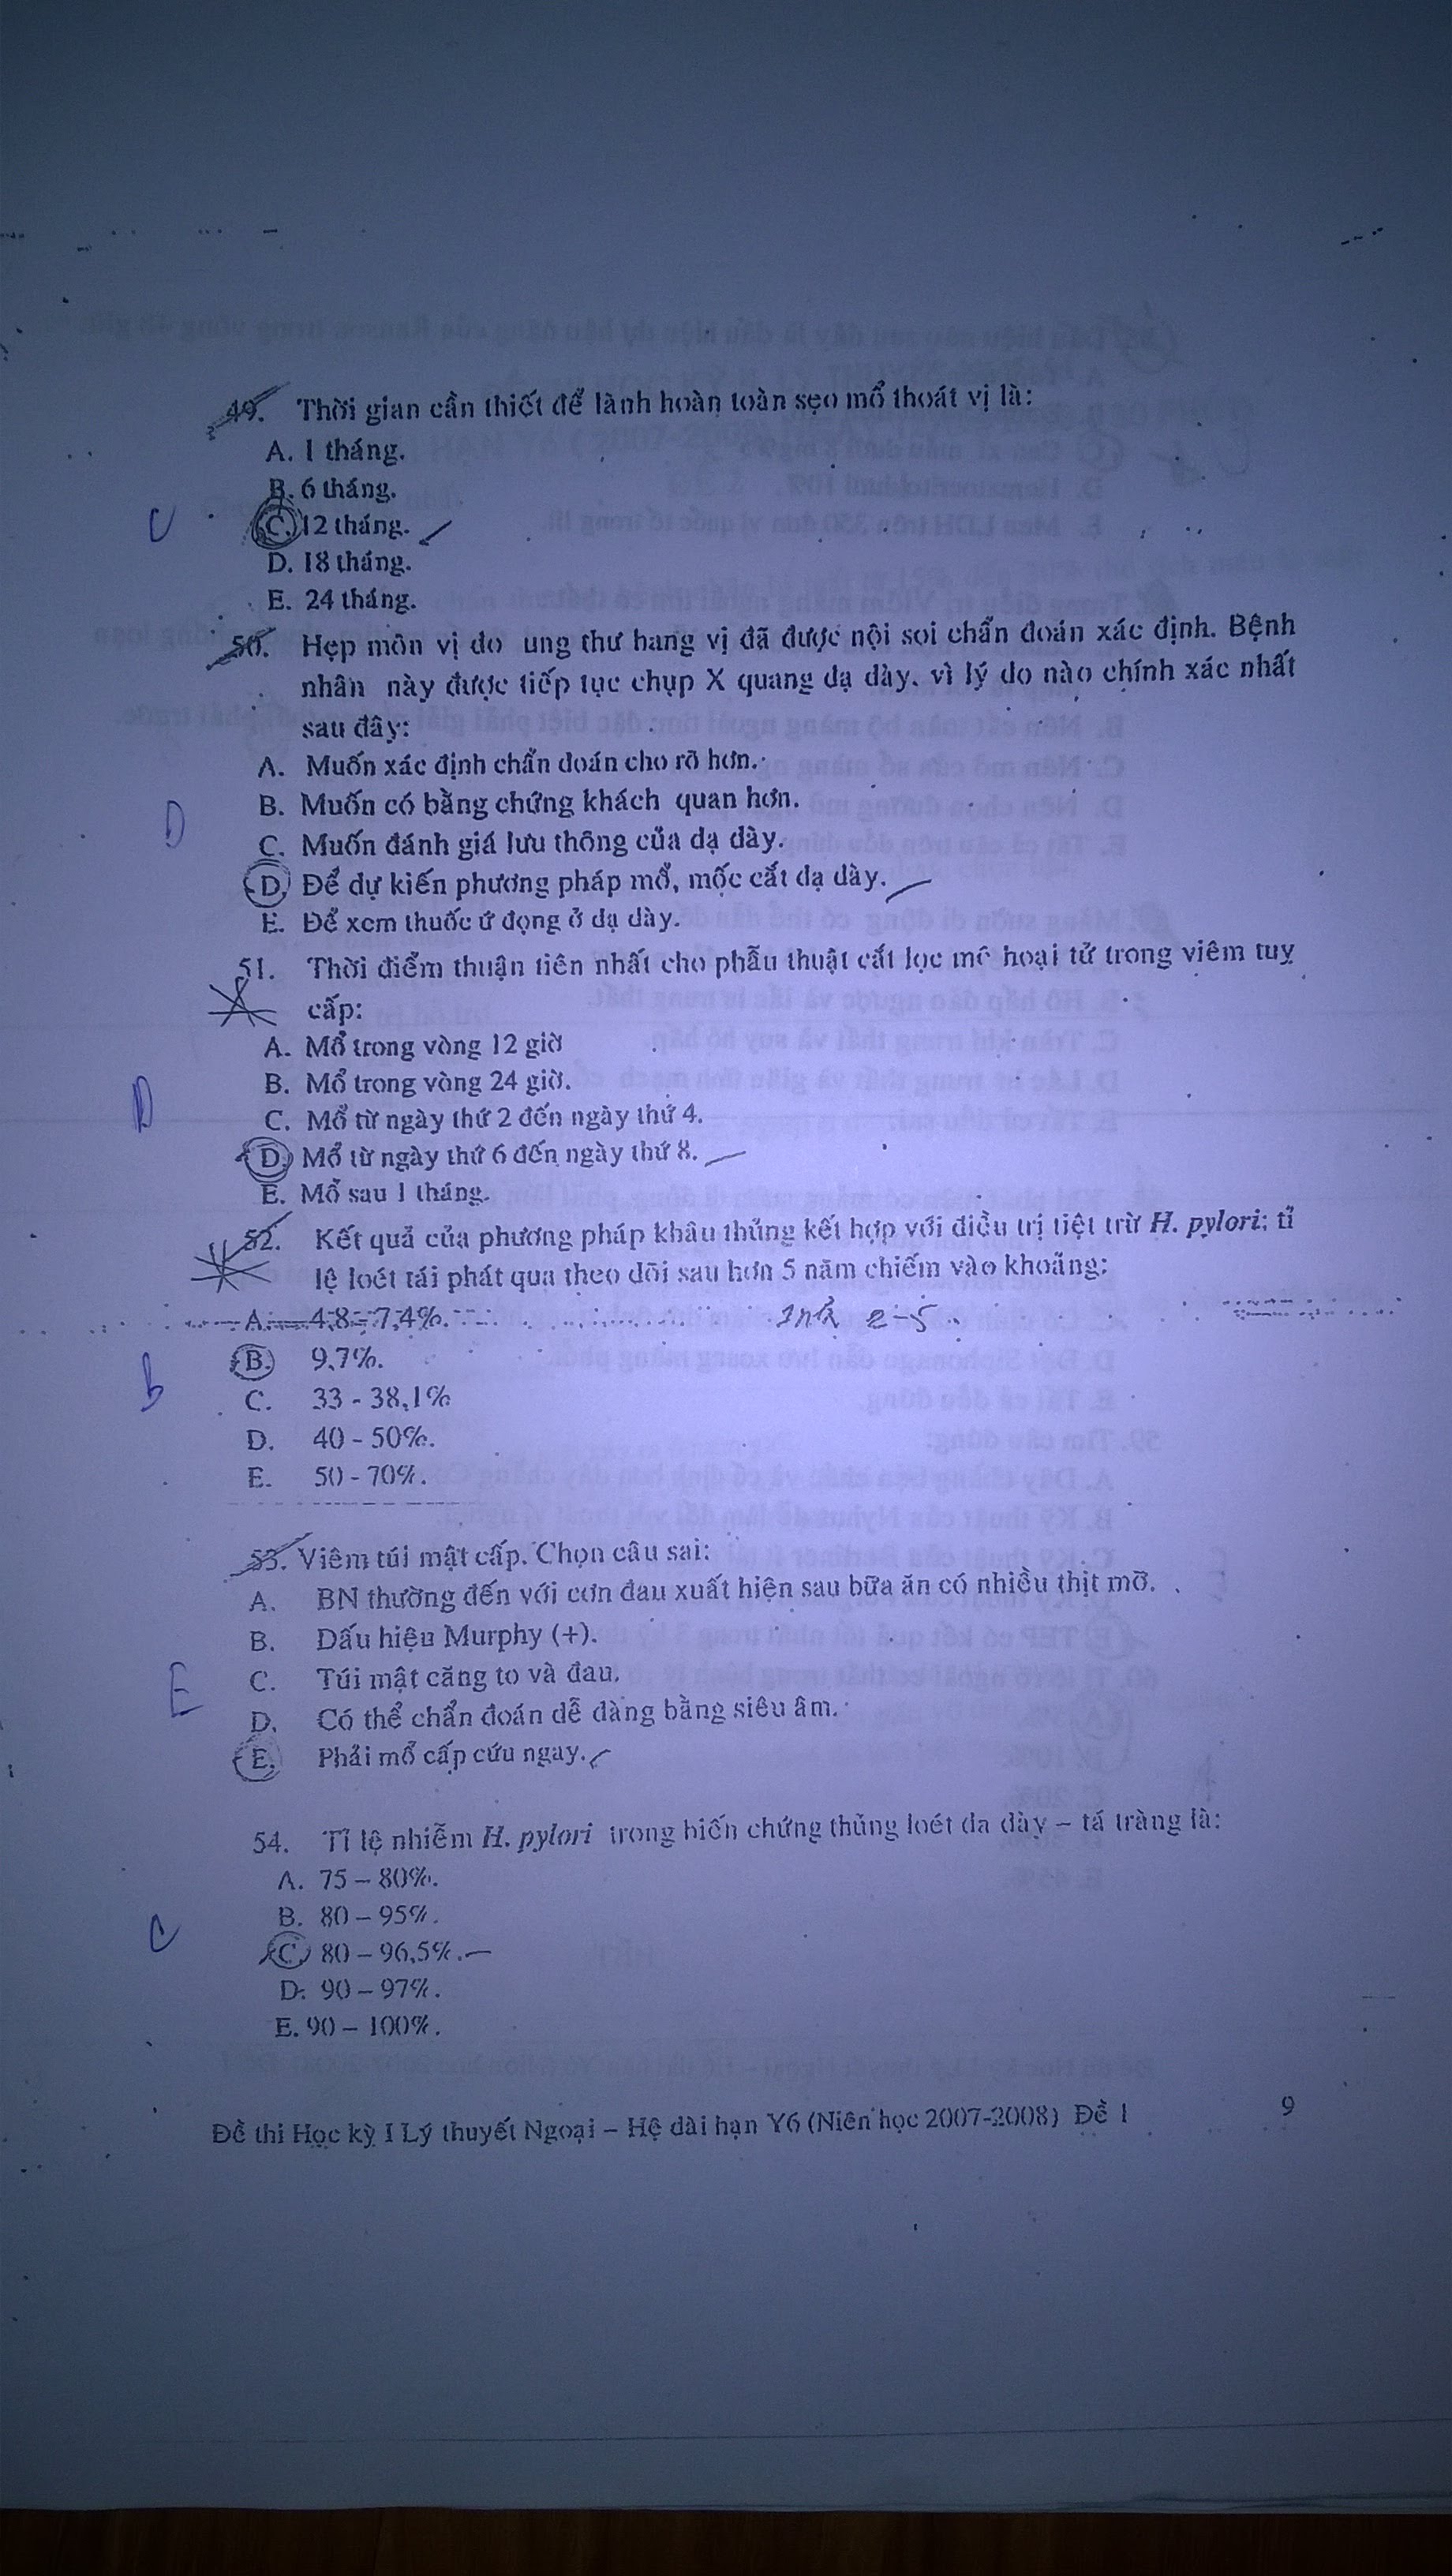 49. Thời gian cần thiết để lành hoàn toàn sẹo mổ thoát vị là:
A. 1 tháng.
B. 6 tháng.
C C. 12 tháng.
D. 18 tháng.
E. 24 tháng.
50. Hẹp môn vị do ung thư hang vị đã được nội soi chẩn đoán xác định. Bệnh
nhân này được tiếp tục chụp X quang dạ dày, vì lý do nào chính xác nhất
sau đây:
A. Muốn xác định chẩn đoán cho rõ hơn.
B. Muốn có bằng chứng khách quan hơn.
D
C. Muốn đánh giá lưu thông của dạ dày.
D. Để dự kiến phương pháp mổ, mốc cắt dạ dày.
E. Để xem thuốc ứ đọng ở dạ dày.
51. Thời điểm thuận tiên nhất cho phẫu thuật cắt lọc mô hoại tử trong viêm tuy
cấp:
A. Mổ trong vòng 12 giờ
B. Mổ trong vòng 24 giờ.
D C. Mổ từ ngày thứ 2 đến ngày thứ 4.
D. Mổ từ ngày thứ 6 đến ngày thứ 8.
E. Mổ sau 1 tháng.
52. Kết quả của phương pháp khâu thủng kết hợp với điều trị tiệt trừ H. pylori; tỉ
lệ loét tái phát qua theo dõi sau hơn 5 năm chiếm vào khoảng:
A. 4,8 - 7,4%.
B. 9,7%.
b
C. 33 - 38,1%
D. 40 - 50%.
E. 50 - 70%.
53. Viêm túi mật cấp. Chọn câu sai:
A. BN thường đến với cơn đau xuất hiện sau bữa ăn có nhiều thịt mỡ.
B. Dấu hiệu Murphy (+).
E C. Túi mật căng to và đau.
D. Có thể chẩn đoán dễ dàng bằng siêu âm.
E. Phải mổ cấp cứu ngay.
54. Tỉ lệ nhiễm H. pylori trong biến chứng thủng loét da dày – tá tràng là:
A. 75 – 80%.
B. 80 – 95%.
C C. 80 – 96,5%.
D. 90 – 97%.
E. 90 – 100%.
Đề thi Học kỳ I Lý thuyết Ngoại – Hệ dài hạn Y6 (Niên học 2007-2008) Đề 1 9